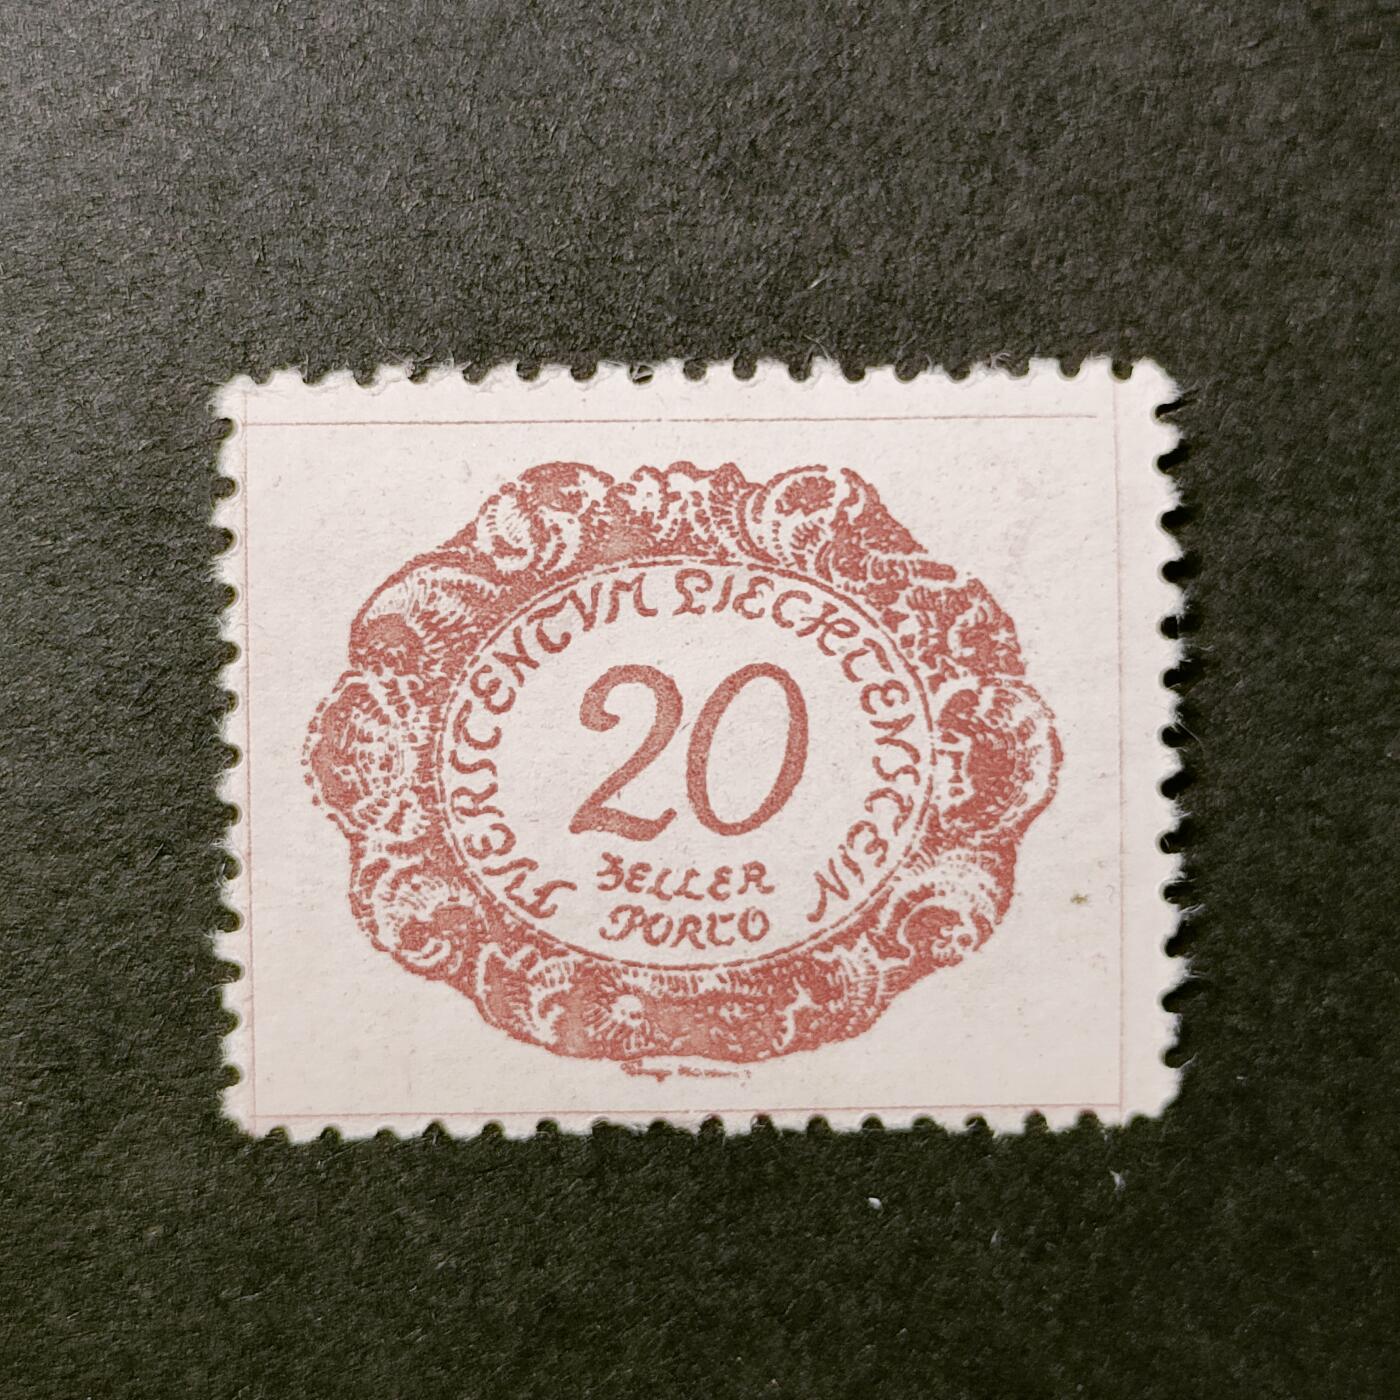 FVERSTENTVM LIECHTENSTEIN
20
HELLER
PORTO